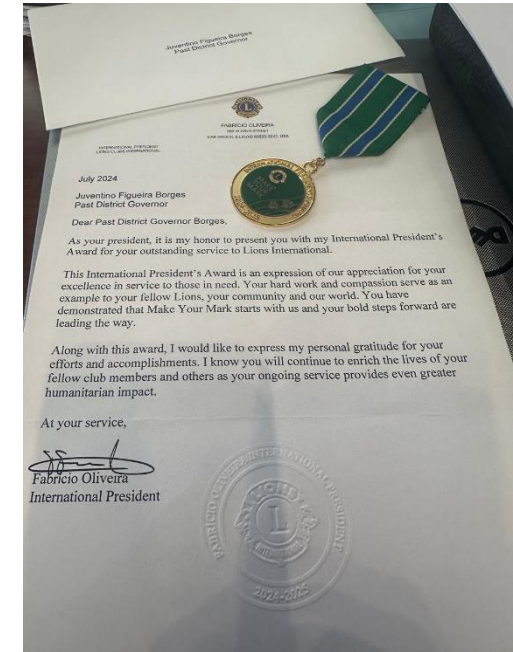 Juventino Figueira Borges
Past District Governor
L
FABRICIO OLIVEIRA
INTERNATIONAL PRESIDENT
LIONS CLUBS INTERNATIONAL
July 2024
Juventino Figueira Borges
Past District Governor
Dear Past District Governor Borges,
As your president, it is my honor to present you with my International President's
Award for your outstanding service to Lions International.
This International President's Award is an expression of our appreciation for your
excellence in service to those in need. Your hard work and compassion serve as an
example to your fellow Lions, your community and our world. You have
demonstrated that Make Your Mark starts with us and your bold steps forward are
leading the way.
Along with this award, I would like to express my personal gratitude for your
efforts and accomplishments. I know you will continue to enrich the lives of your
fellow club members and others as your ongoing service provides even greater
humanitarian impact.
At your service,
Fabricio Oliveira
International President
FABRICIO OLIVEIRA INTERNATIONAL PRESIDENT
LIONS
L
INTERNATIONAL
2024-2025
DELL